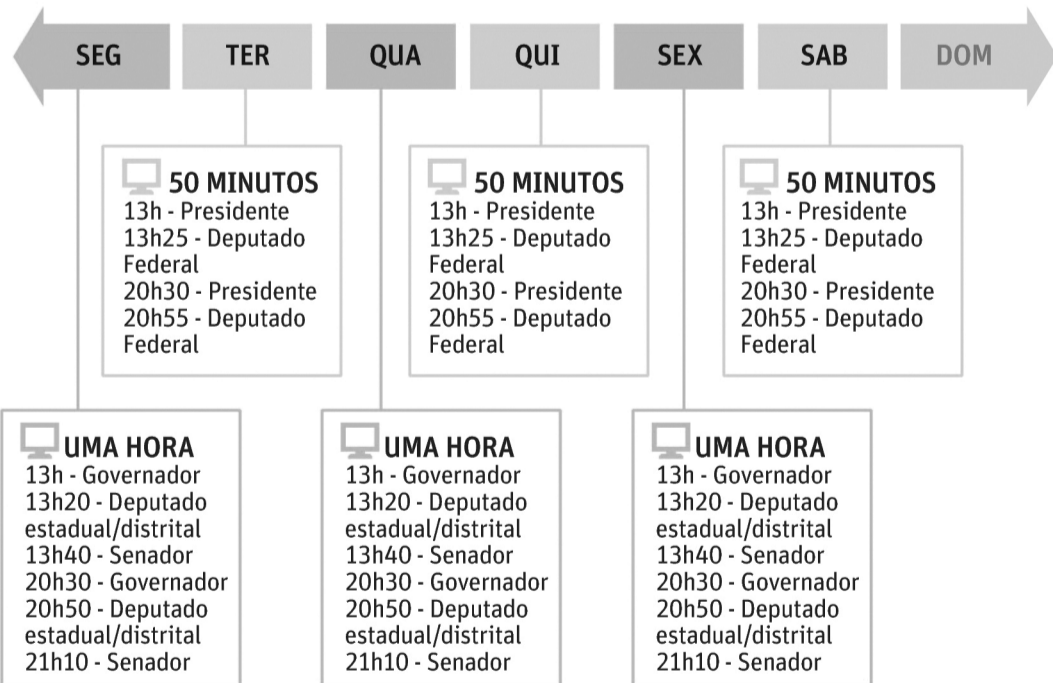 SEG
TER
QUA
QUI
SEX
SAB
DOM
50 MINUTOS
13h - Presidente
13h25 - Deputado
Federal
20h30 - Presidente
20h55 - Deputado
Federal
50 MINUTOS
13h - Presidente
13h25 - Deputado
Federal
20h30 - Presidente
20h55 - Deputado
Federal
50 MINUTOS
13h - Presidente
13h25 - Deputado
Federal
20h30 - Presidente
20h55 - Deputado
Federal
UMA HORA
13h - Governador
13h20 - Deputado
estadual/distrital
13h40 - Senador
20h30 - Governador
20h50 - Deputado
estadual/distrital
21h10 - Senador
UMA HORA
13h - Governador
13h20 - Deputado
estadual/distrital
13h40 - Senador
20h30 - Governador
20h50 - Deputado
estadual/distrital
21h10 - Senador
UMA HORA
13h - Governador
13h20 - Deputado
estadual/distrital
13h40 - Senador
20h30 - Governador
20h50 - Deputado
estadual/distrital
21h10 - Senador